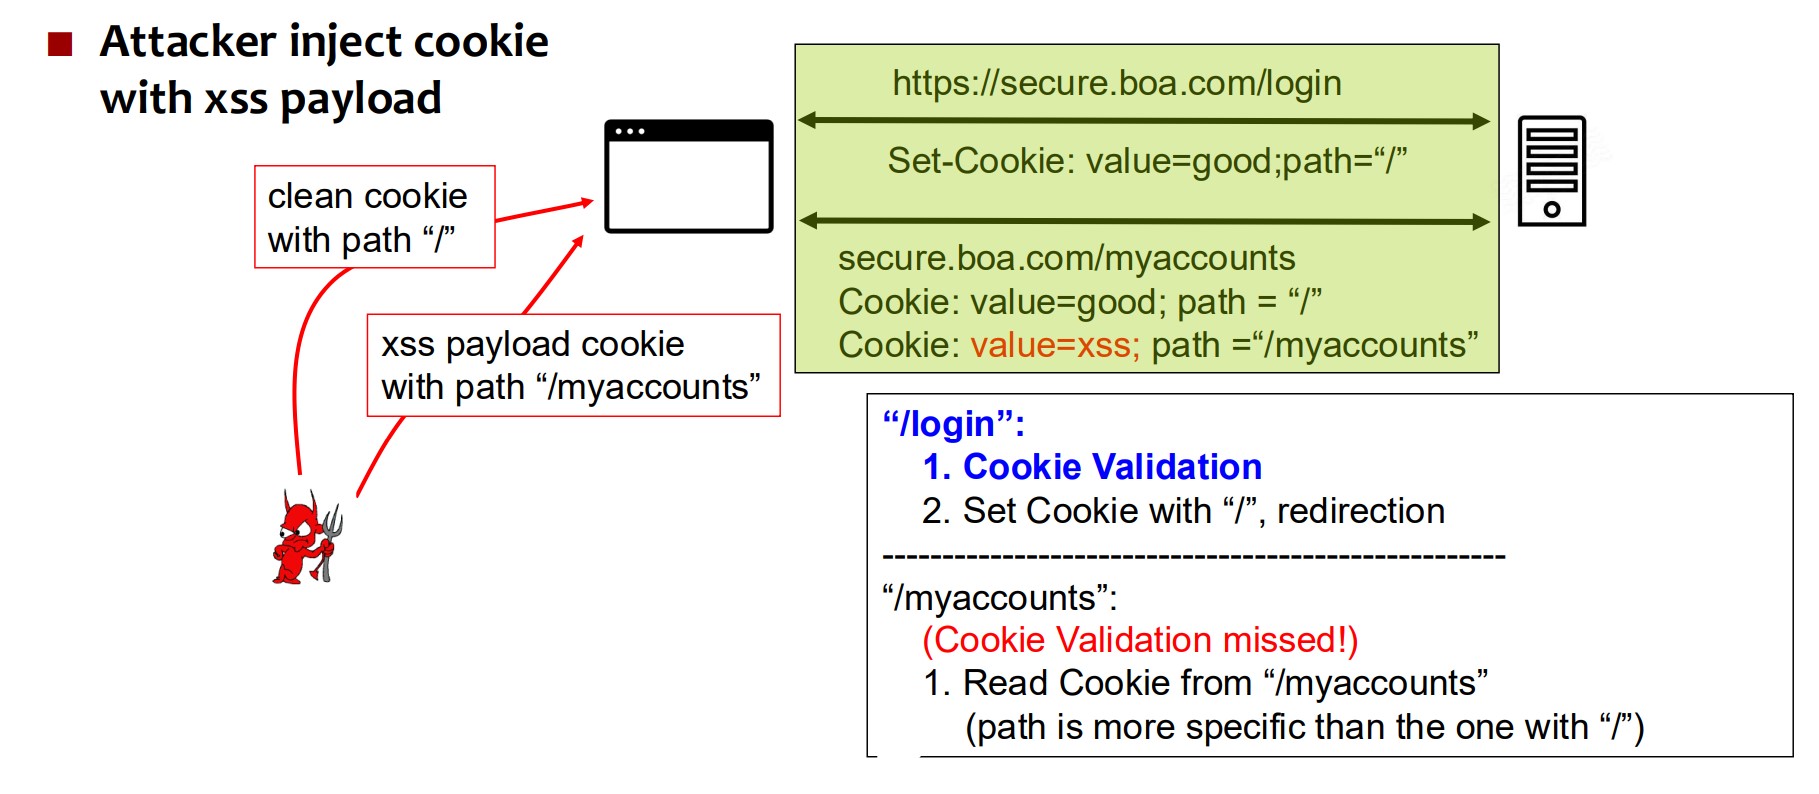 Attacker inject cookie
with xss payload
clean cookie
with path “/”
xss payload cookie
with path “/myaccounts”
https://secure.boa.com/login
Set-Cookie: value=good;path=“/”
secure.boa.com/myaccounts
Cookie: value=good; path = “/”
Cookie: value=xss; path =“/myaccounts”
“/login”:
1. Cookie Validation
2. Set Cookie with “/”, redirection
----------------------------------------------------
“/myaccounts”:
(Cookie Validation missed!)
1. Read Cookie from “/myaccounts”
(path is more specific than the one with “/”)